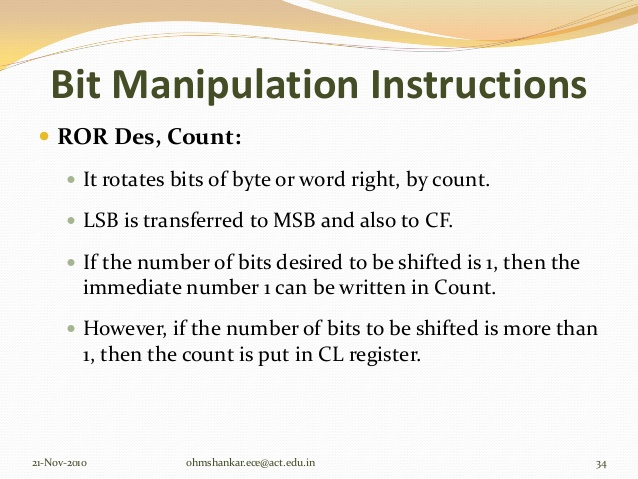 Bit Manipulation Instructions
• ROR Des, Count:
• It rotates bits of byte or word right, by count.
• LSB is transferred to MSB and also to CF.
• If the number of bits desired to be shifted is 1, then the
immediate number 1 can be written in Count.
• However, if the number of bits to be shifted is more than
1, then the count is put in CL register.
21-Nov-2010 ohmshankar.ece@act.edu.in 34